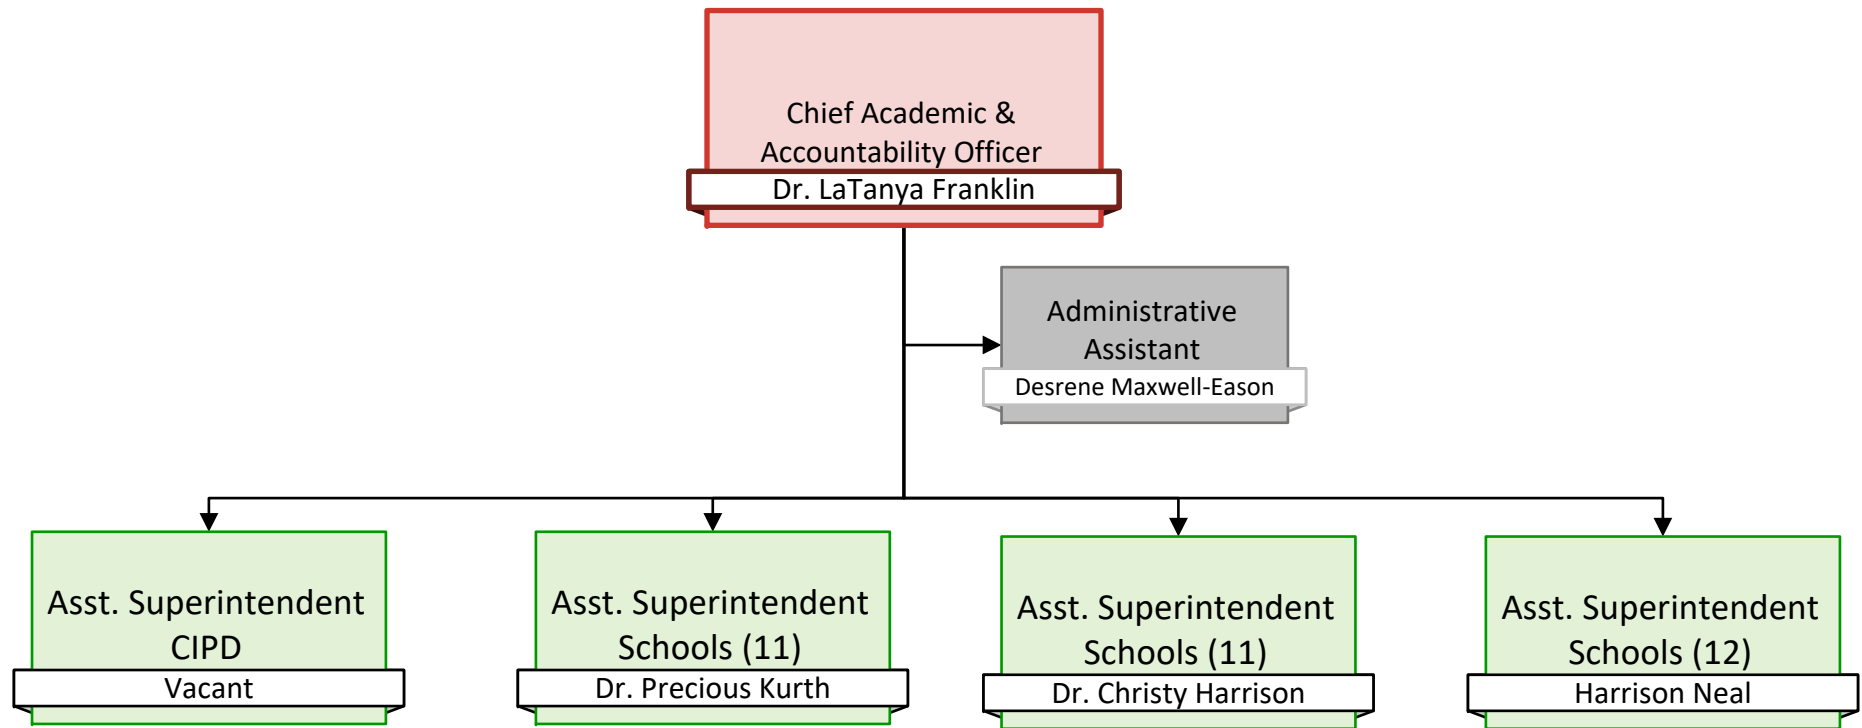 Chief Academic &
Accountability Officer
Dr. LaTanya Franklin
Administrative
Assistant
Desrene Maxwell-Eason
Asst. Superintendent
CIPD
Vacant
Asst. Superintendent
Schools (11)
Dr. Precious Kurth
Asst. Superintendent
Schools (11)
Dr. Christy Harrison
Asst. Superintendent
Schools (12)
Harrison Neal